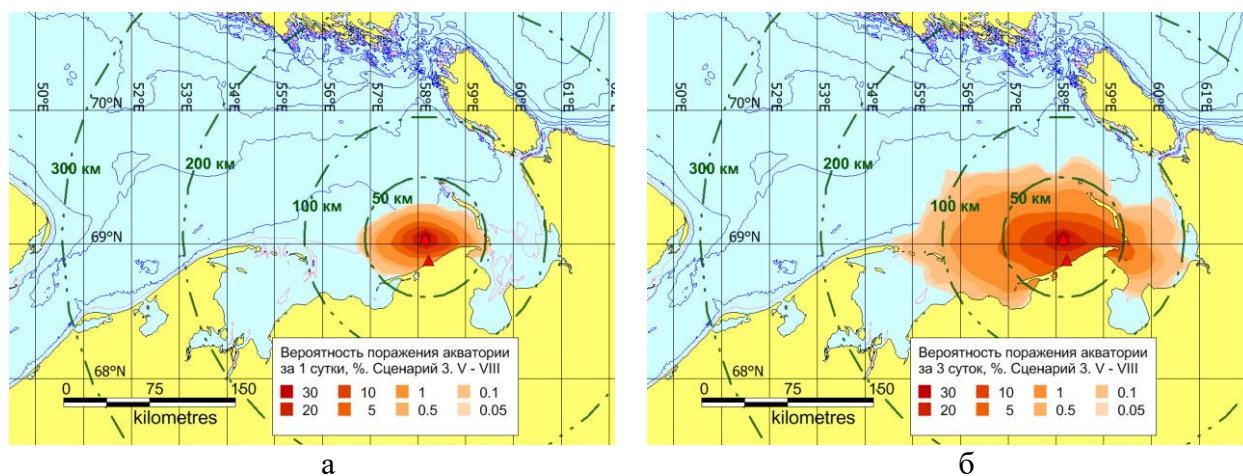 50°E
52°E
53°E
54°E
55°E
56°E
57°E
58°E
59°E
60°E
61°E
70°N
300 км
200 км
100 км
50 км
69°N
68°N
0 75 150
kilometres
Вероятность поражения акватории
за 1 сутки, %. Сценарий 3. V - VIII
30 10 1 0.1
20 5 0.5 0.05
а
50°E
52°E
53°E
54°E
55°E
56°E
57°E
58°E
59°E
60°E
61°E
70°N
300 км
200 км
100 км
50 км
69°N
68°N
0 75 150
kilometres
Вероятность поражения акватории
за 3 суток, %. Сценарий 3. V - VIII
30 10 1 0.1
20 5 0.5 0.05
б